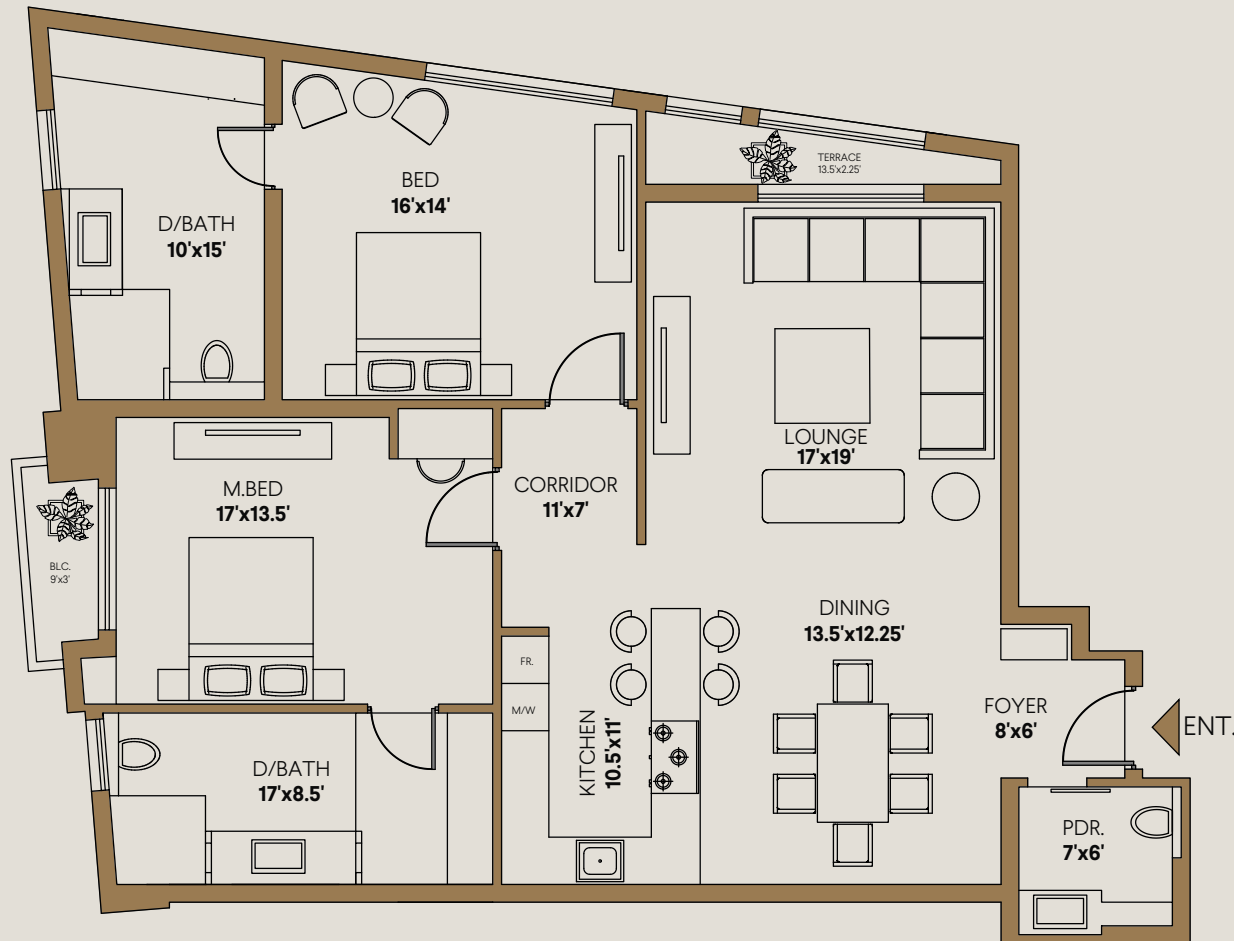 TERRACE
13.5'x2.25'
BED
16'x14'
D/BATH
10'x15'
LOUNGE
17'x19'
M.BED
17'x13.5'
CORRIDOR
11'x7'
BLC.
9'x3'
DINING
13.5'x12.25'
FR.
M/W
KITCHEN
10.5'x11'
FOYER
8'x6'
ENT.
D/BATH
17'x8.5'
PDR.
7'x6'